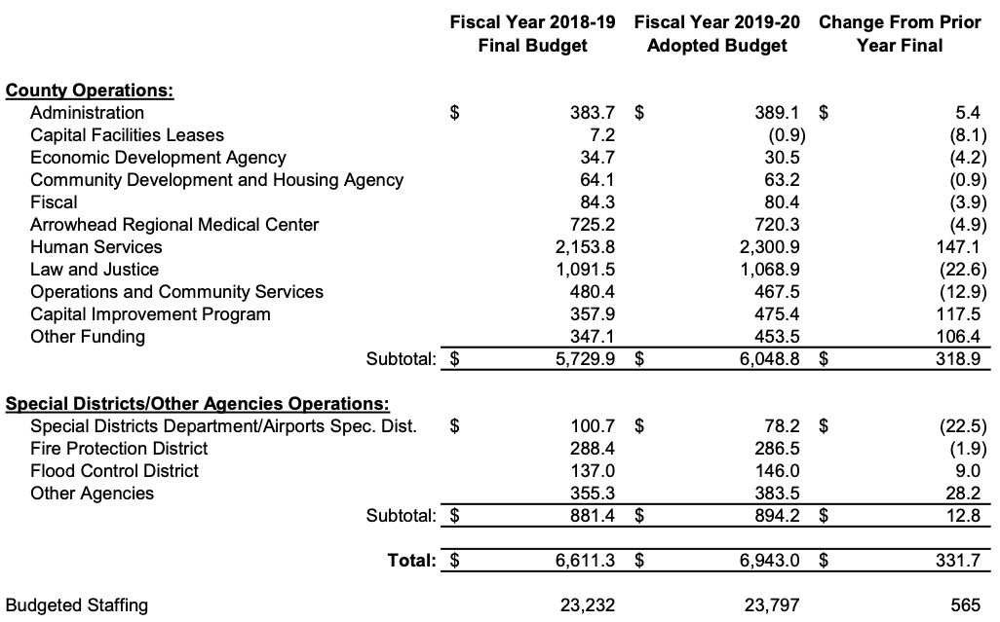 Fiscal Year 2018-19 Fiscal Year 2019-20 Change From Prior
Final Budget Adopted Budget Year Final
County Operations:
Administration $ 383.7 $ 389.1 $ 5.4
Capital Facilities Leases 7.2 (0.9) (8.1)
Economic Development Agency 34.7 30.5 (4.2)
Community Development and Housing Agency 64.1 63.2 (0.9)
Fiscal 84.3 80.4 (3.9)
Arrowhead Regional Medical Center 725.2 720.3 (4.9)
Human Services 2,153.8 2,300.9 147.1
Law and Justice 1,091.5 1,068.9 (22.6)
Operations and Community Services 480.4 467.5 (12.9)
Capital Improvement Program 357.9 475.4 117.5
Other Funding 347.1 453.5 106.4
Subtotal: $ 5,729.9 $ 6,048.8 $ 318.9
Special Districts/Other Agencies Operations:
Special Districts Department/Airports Spec. Dist. $ 100.7 $ 78.2 $ (22.5)
Fire Protection District 288.4 286.5 (1.9)
Flood Control District 137.0 146.0 9.0
Other Agencies 355.3 383.5 28.2
Subtotal: $ 881.4 $ 894.2 $ 12.8
Total: $ 6,611.3 $ 6,943.0 $ 331.7
Budgeted Staffing 23,232 23,797 565